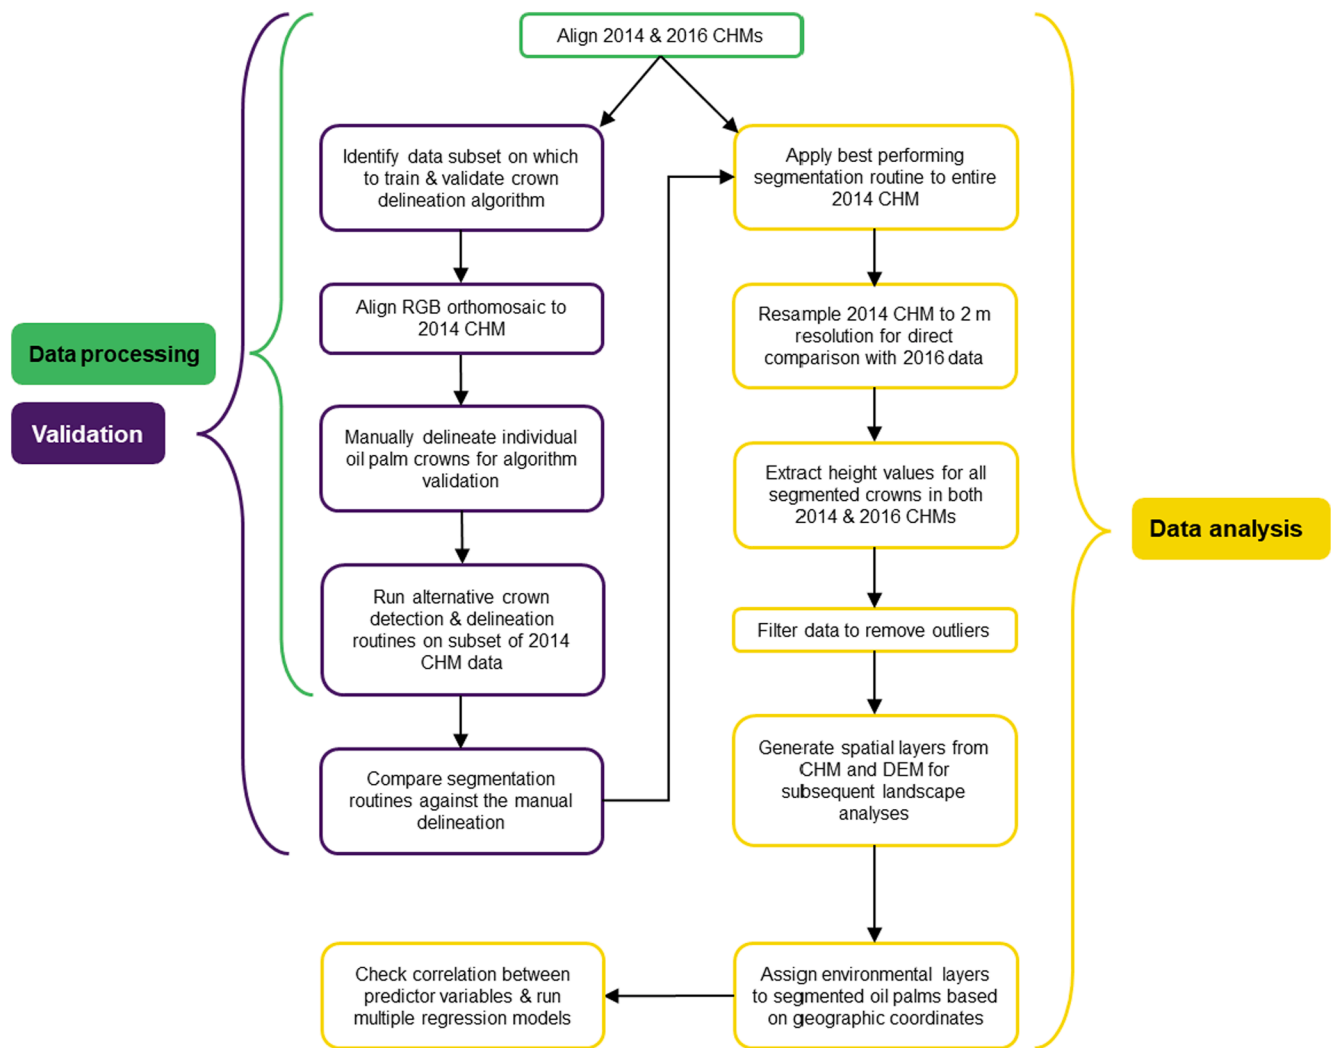 Align 2014 & 2016 CHMs
Identify data subset on which
to train & validate crown
delineation algorithm
Align RGB orthomosaic to
2014 CHM
Manually delineate individual
oil palm crowns for algorithm
validation
Run alternative crown
detection & delineation
routines on subset of 2014
CHM data
Compare segmentation
routines against the manual
delineation
Apply best performing
segmentation routine to entire
2014 CHM
Resample 2014 CHM to 2 m
resolution for direct
comparison with 2016 data
Extract height values for all
segmented crowns in both
2014 & 2016 CHMs
Filter data to remove outliers
Generate spatial layers from
CHM and DEM for
subsequent landscape
analyses
Assign environmental layers
to segmented oil palms based
on geographic coordinates
Check correlation between
predictor variables & run
multiple regression models
Data processing
Validation
Data analysis